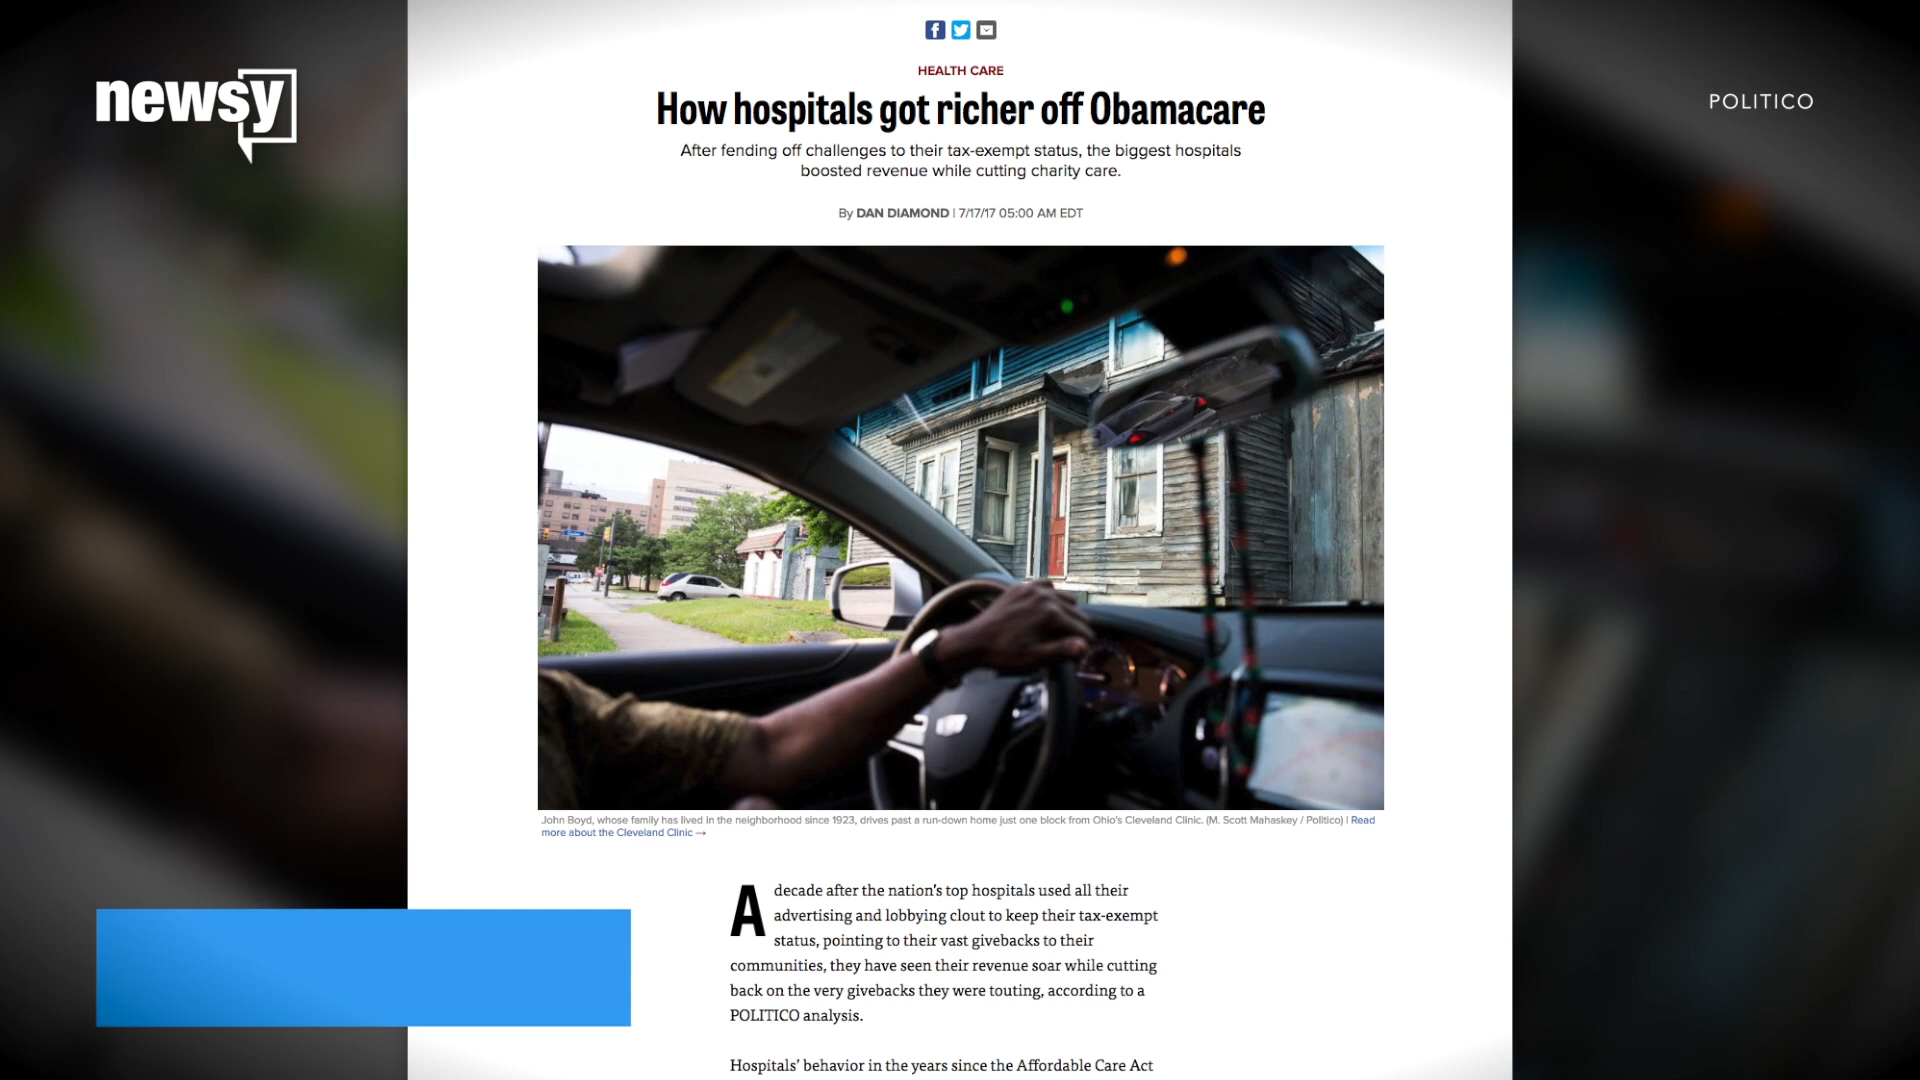 newsy
POLITICO
HEALTH CARE
How hospitals got richer off Obamacare
After fending off challenges to their tax-exempt status, the biggest hospitals
boosted revenue while cutting charity care.
By DAN DIAMOND | 7/17/17 05:00 AM EDT
John Boyd, whose family has lived in the neighborhood since 1923, drives past a run-down home just one block from Ohio's Cleveland Clinic. (M. Scott Mahaskey / Politico) | Read
more about the Cleveland Clinic →
A decade after the nation's top hospitals used all their
advertising and lobbying clout to keep their tax-exempt
status, pointing to their vast givebacks to their
communities, they have seen their revenue soar while cutting
back on the very givebacks they were touting, according to a
POLITICO analysis.
Hospitals' behavior in the years since the Affordable Care Act